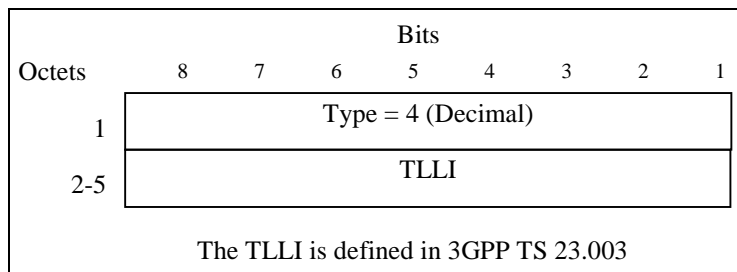 Bits
Octets 8 7 6 5 4 3 2 1
1 Type = 4 (Decimal)
2-5 TLLI
The TLLI is defined in 3GPP TS 23.003